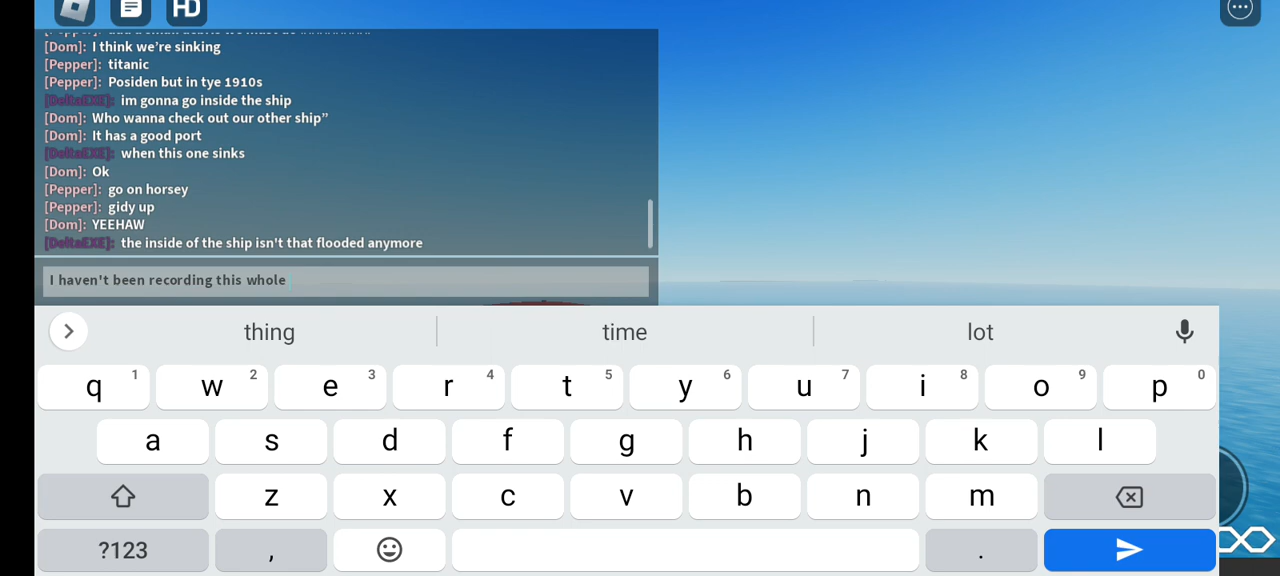 HD
[Dom]: I think we're sinking
[Pepper]: titanic
[Pepper]: Posiden but in tye 1910s
[DeltaEXE]: im gonna go inside the ship
[Dom]: Who wanna check out our other ship”
[Dom]: It has a good port
[DeltaEXE]: when this one sinks
[Dom]: Ok
[Pepper]: go on horsey
[Pepper]: gidy up
[Dom]: YEEHAW
[DeltaEXE]: the inside of the ship isn't that flooded anymore
I haven't been recording this whole
thing time lot
q 1 w 2 e 3 r 4 t 5 y 6 u 7 i 8 o 9 p 0
a s d f g h j k l
z x c v b n m
?123 , .